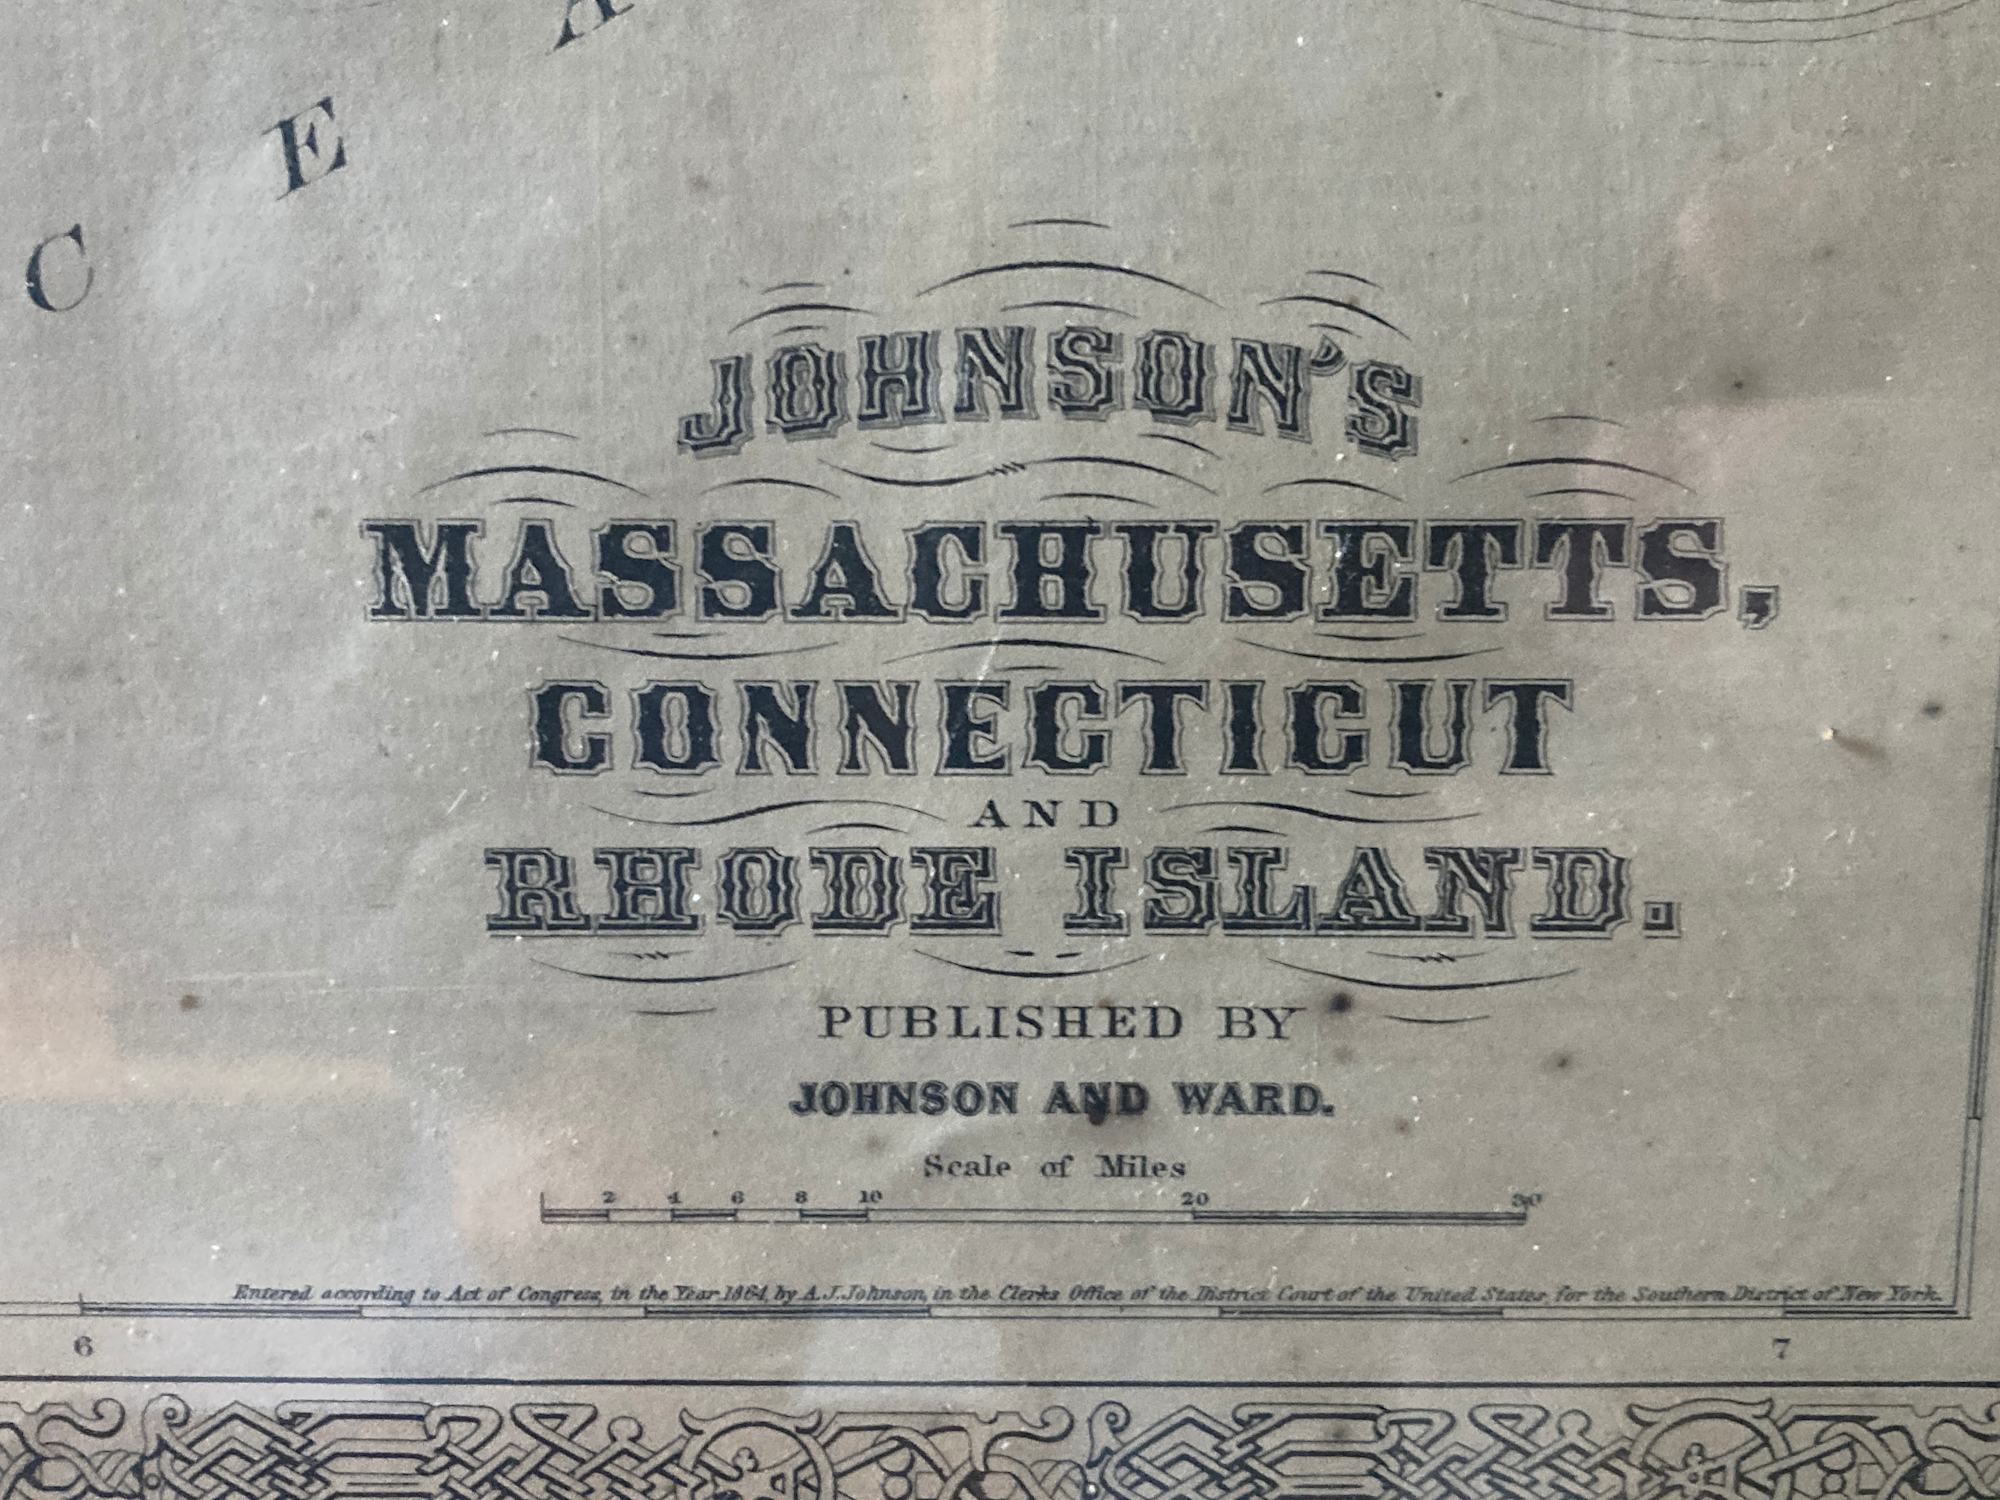 C E A
JOHNSON'S
MASSACHUSETTS,
CONNECTICUT
AND
RHODE ISLAND.
PUBLISHED BY
JOHNSON AND WARD.
Scale of Miles
2 4 6 8 10 20 30
Entered according to Act of Congress, in the Year 1864, by A.J. Johnson, in the Clerks Office of the District Court of the United States, for the Southern District of New York.
6 7